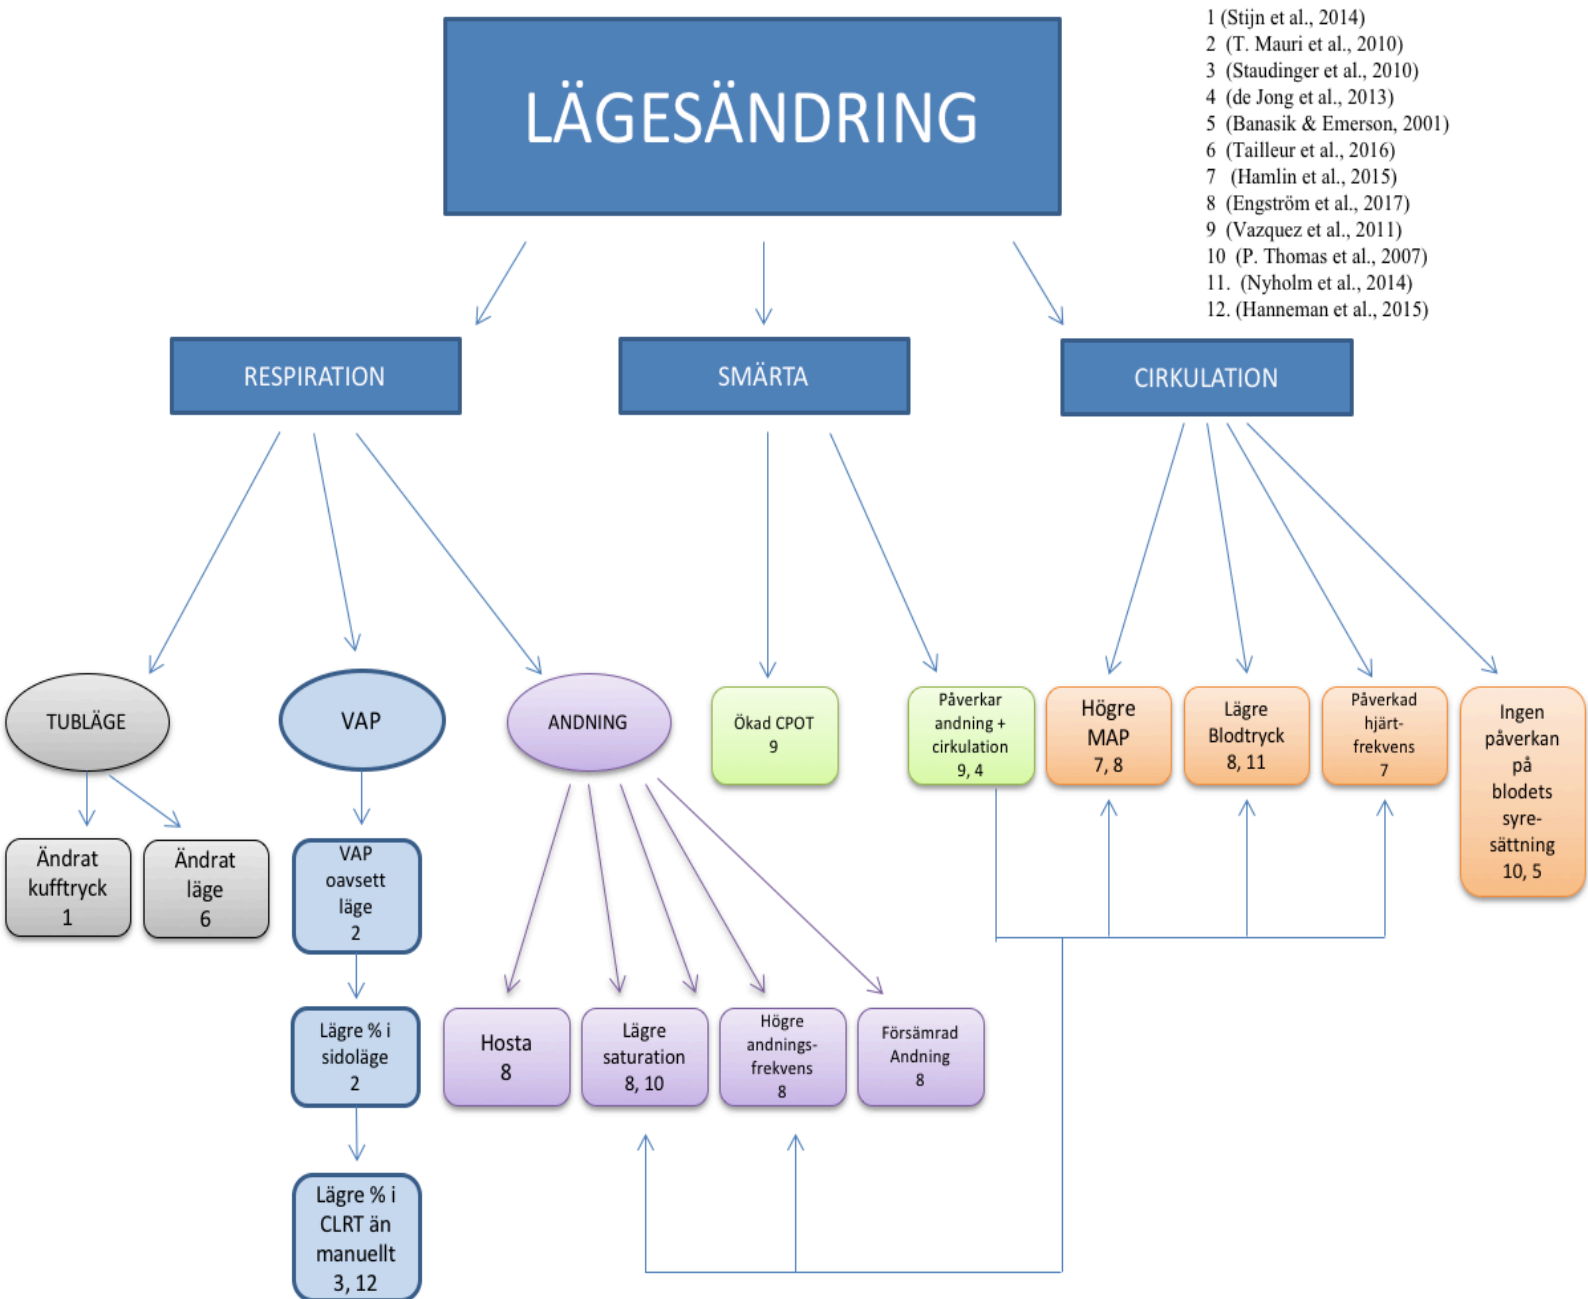 1 (Stijn et al., 2014)
2 (T. Mauri et al., 2010)
3 (Staudinger et al., 2010)
4 (de Jong et al., 2013)
5 (Banasik & Emerson, 2001)
6 (Tailleur et al., 2016)
7 (Hamlin et al., 2015)
8 (Engström et al., 2017)
9 (Vazquez et al., 2011)
10 (P. Thomas et al., 2007)
11. (Nyholm et al., 2014)
12. (Hanneman et al., 2015)
LÄGESÄNDRING
RESPIRATION
SMÄRTA
CIRKULATION
TUBLÄGE
VAP
ANDNING
Ökad CPOT
9
Påverkar
andning +
cirkulation
9, 4
Högre
MAP
7, 8
Lägre
Blodtryck
8, 11
Påverkad
hjärt-
frekvens
7
Ingen
påverkan
på
blodets
syre-
sättning
10, 5
Ändrat
kufftryck
1
Ändrat
läge
6
VAP
oavsett
läge
2
Lägre % i
sidoläge
2
Lägre % i
CLRT än
manuellt
3, 12
Hosta
8
Lägre
saturation
8, 10
Högre
andnings-
frekvens
8
Försämrad
Andning
8